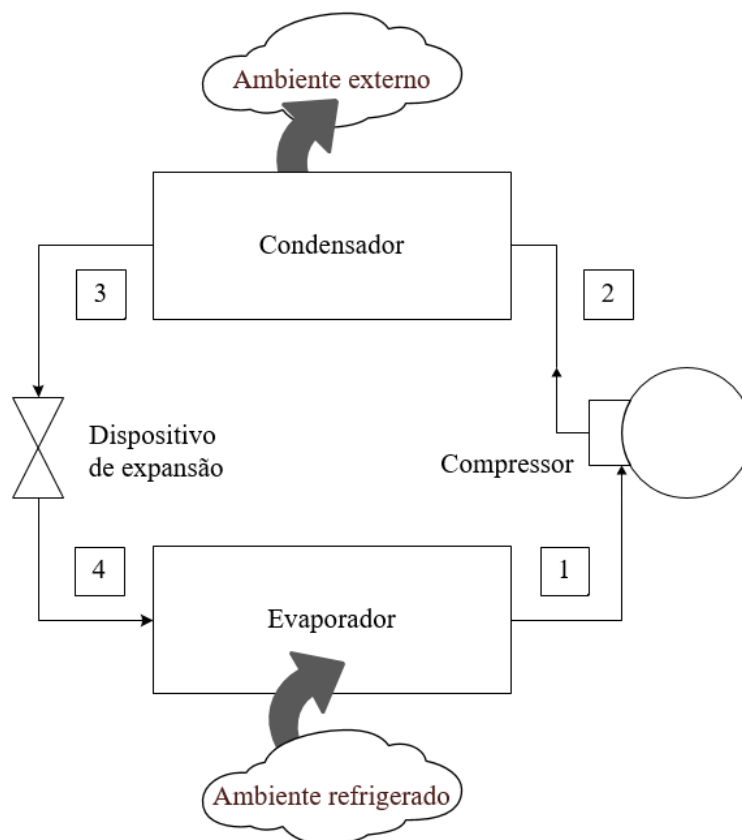 Ambiente externo
Condensador
3
2
Dispositivo
de expansão
Compressor
4
1
Evaporador
Ambiente refrigerado